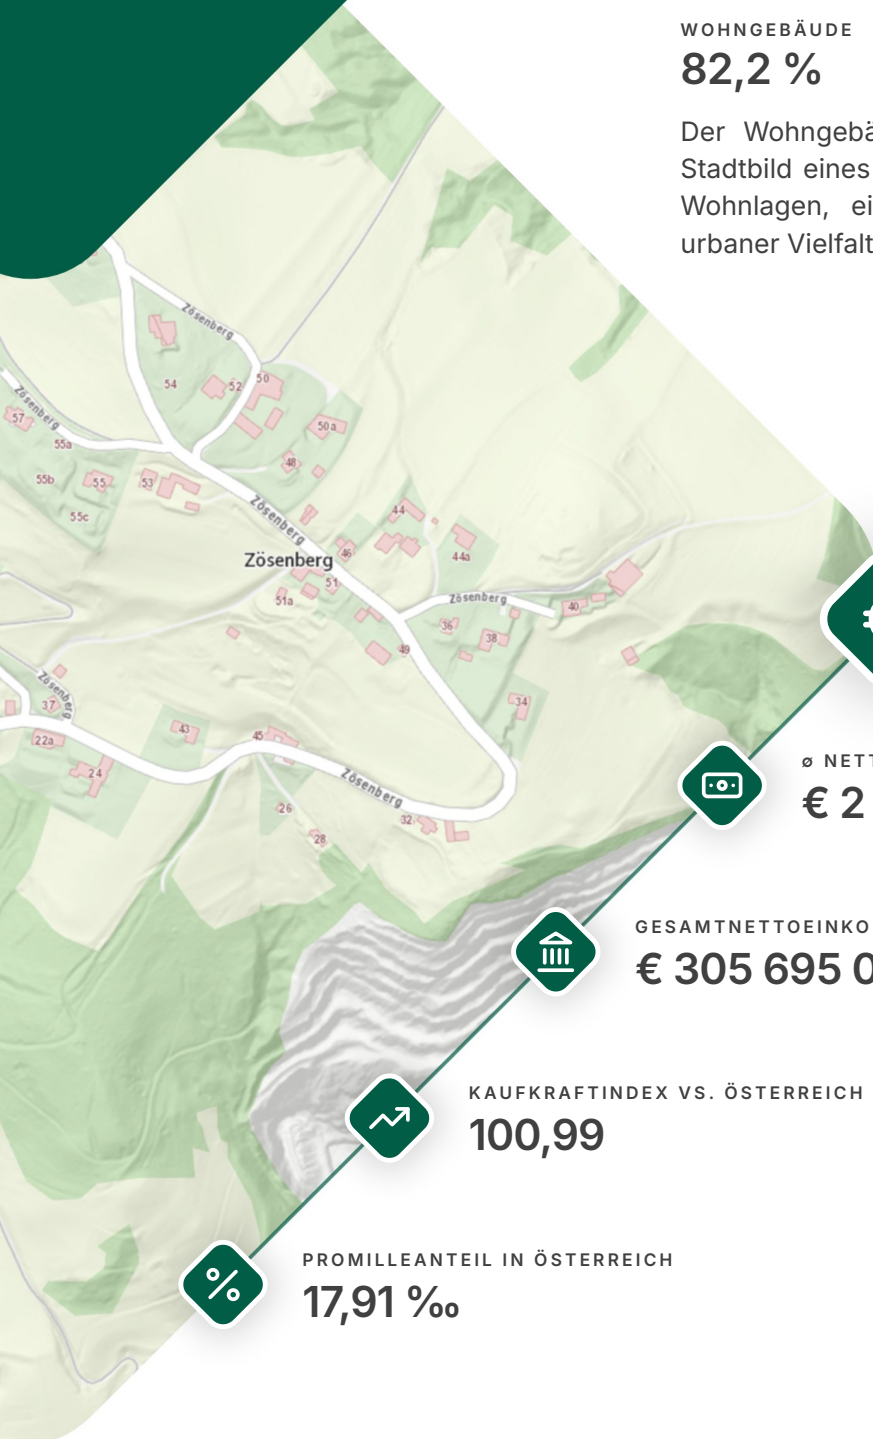 WOHNGEBÄUDE
82,2 %
Der Wohngebä
Stadtbild eines
Wohnlagen, ei
urbaner Vielfalt
Zösenberg
54
52
50
Zösenberg
57
50a
55a
48
55b
55
53
55c
Zösenberg
44
Zösenberg
46
44a
51
51a
Zösenberg
40
36
38
49
Zösenberg
37
34
43
45
22a
24
Zösenberg
26
32
28
ø NETT
€ 2
GESAMTNETTOEINKO
€ 305 695 0
KAUFKRAFTINDEX VS. ÖSTERREICH
100,99
PROMILLEANTEIL IN ÖSTERREICH
17,91 ‰